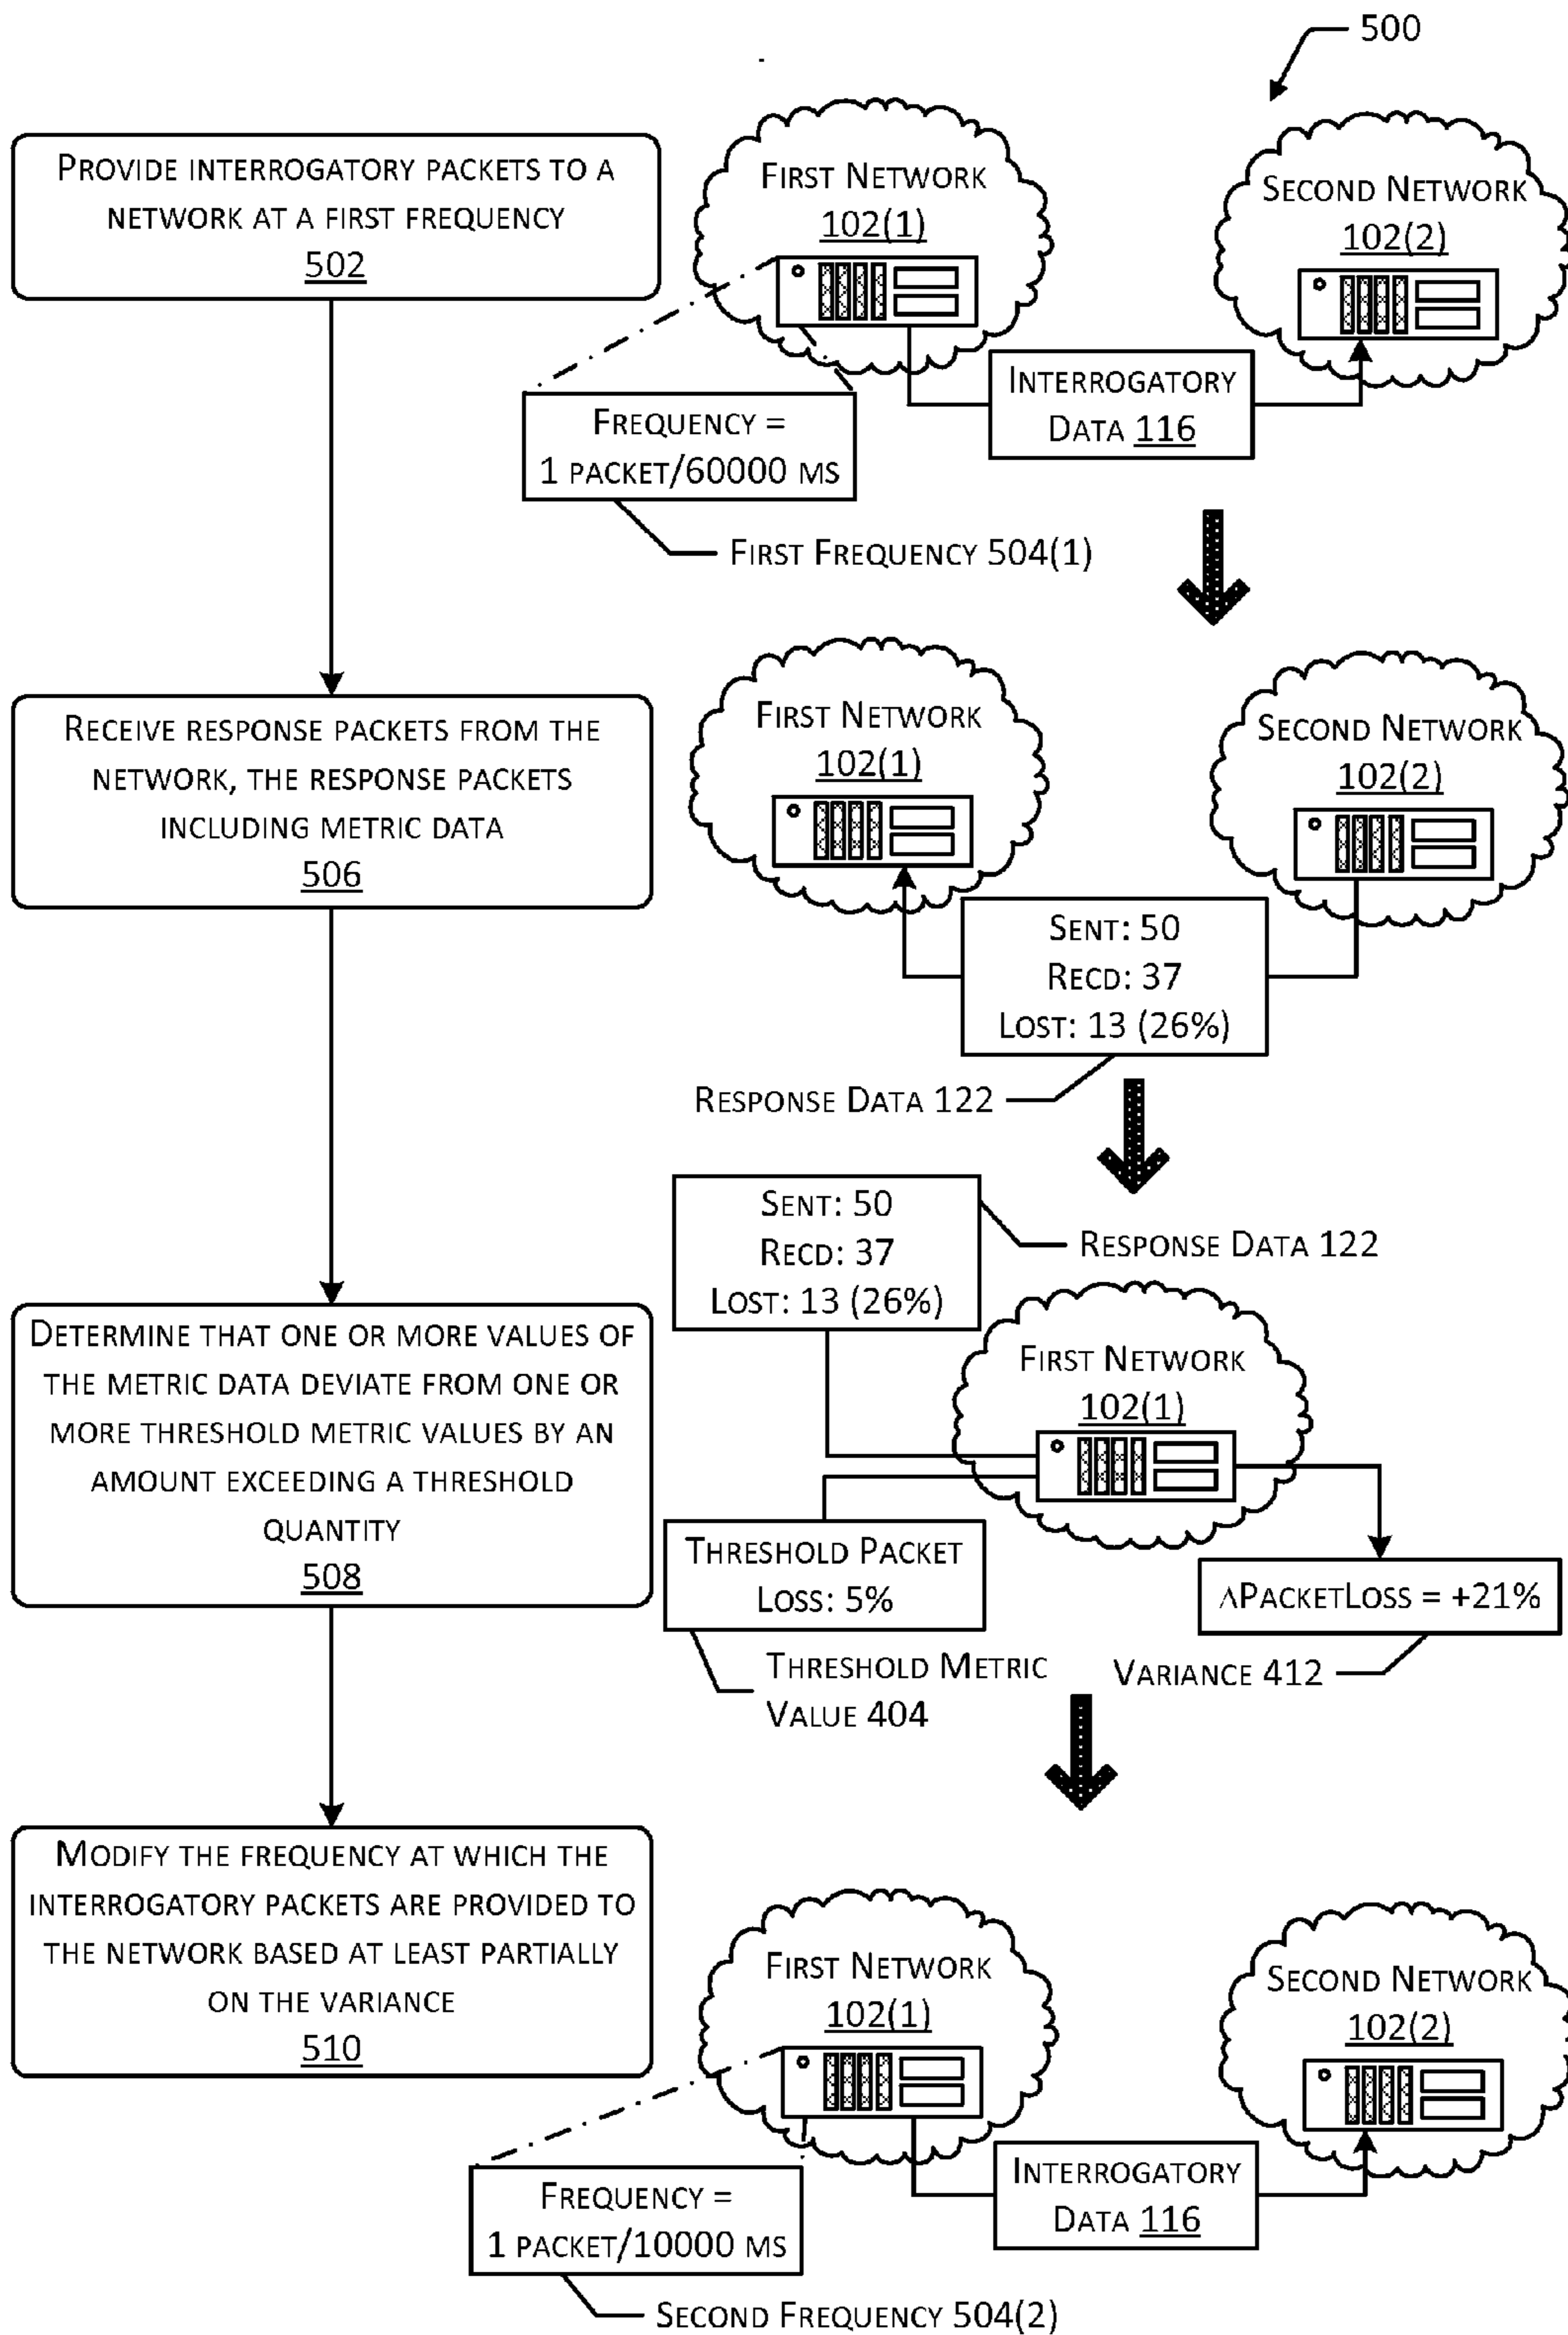 500
PROVIDE INTERROGATORY PACKETS TO A
NETWORK AT A FIRST FREQUENCY
502
FIRST NETWORK
102(1)
SECOND NETWORK
102(2)
INTERROGATORY
DATA 116
FREQUENCY =
1 PACKET/60000 MS
FIRST FREQUENCY 504(1)
RECEIVE RESPONSE PACKETS FROM THE
NETWORK, THE RESPONSE PACKETS
INCLUDING METRIC DATA
506
FIRST NETWORK
102(1)
SECOND NETWORK
102(2)
SENT: 50
RECD: 37
LOST: 13 (26%)
RESPONSE DATA 122
SENT: 50
RECD: 37
LOST: 13 (26%)
RESPONSE DATA 122
DETERMINE THAT ONE OR MORE VALUES OF
THE METRIC DATA DEVIATE FROM ONE OR
MORE THRESHOLD METRIC VALUES BY AN
AMOUNT EXCEEDING A THRESHOLD
QUANTITY
508
FIRST NETWORK
102(1)
THRESHOLD PACKET
LOSS: 5%
ΔPACKETLOSS = +21%
THRESHOLD METRIC
VALUE 404
VARIANCE 412
MODIFY THE FREQUENCY AT WHICH THE
INTERROGATORY PACKETS ARE PROVIDED TO
THE NETWORK BASED AT LEAST PARTIALLY
ON THE VARIANCE
510
FIRST NETWORK
102(1)
SECOND NETWORK
102(2)
INTERROGATORY
DATA 116
FREQUENCY =
1 PACKET/10000 MS
SECOND FREQUENCY 504(2)